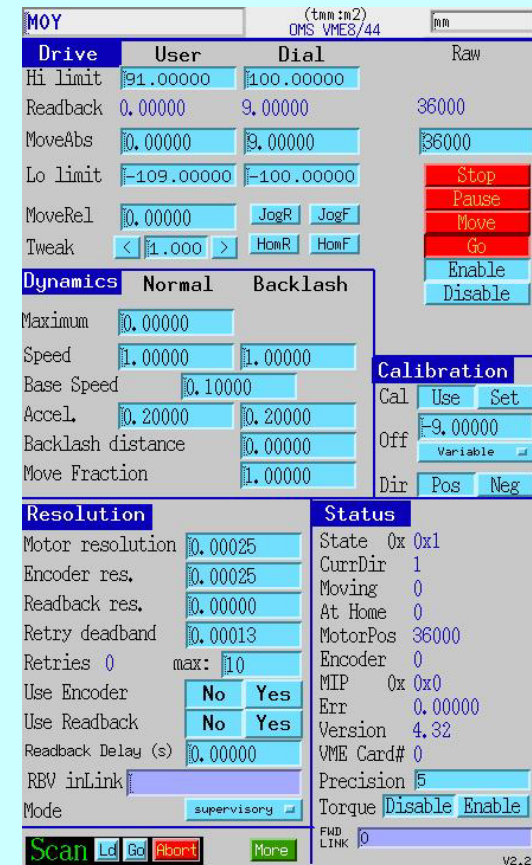 MOY (tmm:m2) mm
OMS VME8/44
Drive User Dial Raw
Hi limit 91.00000 100.00000
Readback 0.00000 9.00000 36000
MoveAbs 0.00000 9.00000 36000
Lo limit -109.00000 -100.00000 Stop
Pause
MoveRel 0.00000 JogR JogF Move
Tweak < 1.000 > HomR HomF Go
Enable
Dynamics Normal Backlash Disable
Maximum 0.00000
Speed 1.00000 1.00000
Calibration
Base Speed 0.10000 Cal Use Set
Accel. 0.20000 0.20000 Off -9.00000
Backlash distance 0.00000 Variable
Move Fraction 1.00000 Dir Pos Neg
Resolution
Motor resolution 0.00025
Encoder res. 0.00025
Readback res. 0.00000
Retry deadband 0.00013
Retries 0 max: 10
Use Encoder No Yes
Use Readback No Yes
Readback Delay (s) 0.00000
RBV inLink
Mode supervisory
Scan Ld Go Abort More
Status
State 0x 0x1
CurrDir 1
Moving 0
At Home 0
MotorPos 36000
Encoder 0
MIP 0x 0x0
Err 0.00000
Version 4.32
VME Card# 0
Precision 5
Torque Disable Enable
FWD LINK 0